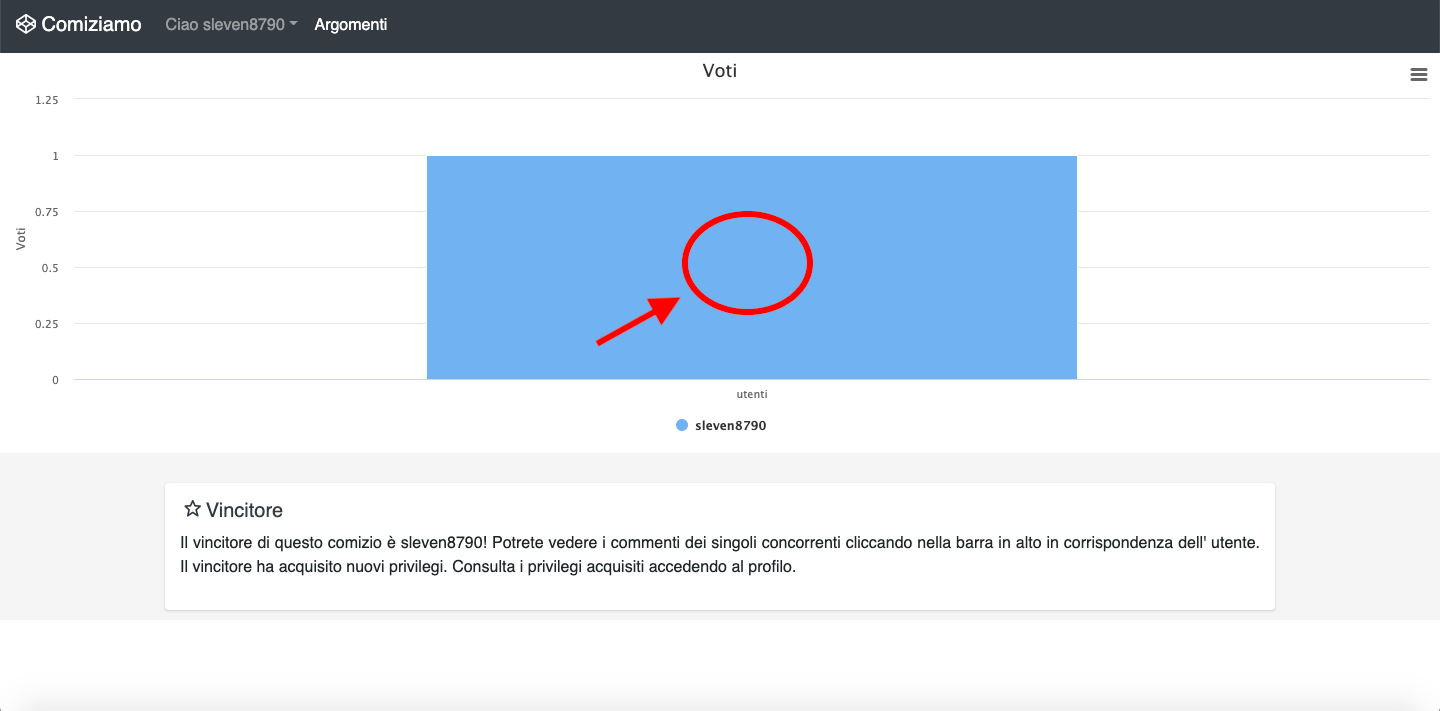 Comiziamo Ciao sleven8790 Argomenti
Voti
1.25
1
0.75
0.5
0.25
0
Voti
utenti
sleven8790
Vincitore
Il vincitore di questo comizio è sleven8790! Potrete vedere i commenti dei singoli concorrenti cliccando nella barra in alto in corrispondenza dell' utente.
Il vincitore ha acquisito nuovi privilegi. Consulta i privilegi acquisiti accedendo al profilo.